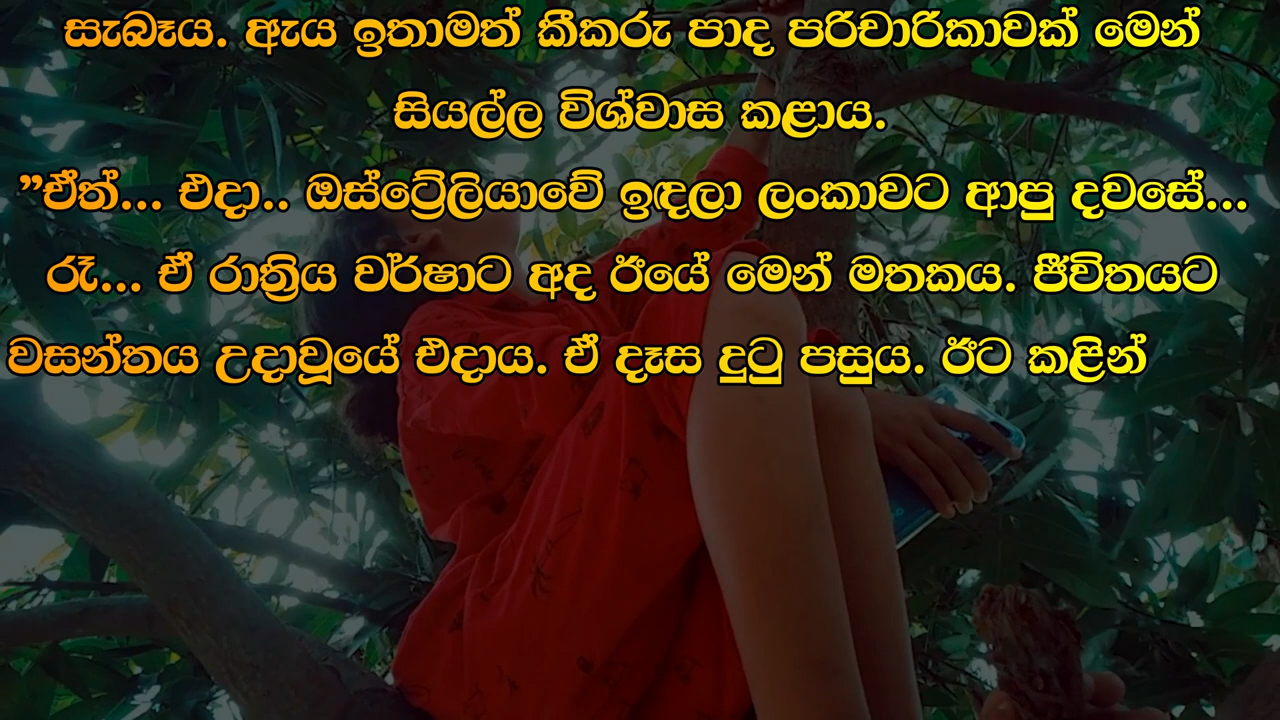 සැබෑය. ඇය ඉතාමත් කීකරු පාද පරිචාරිකාවක් මෙන්
සියල්ල විශ්වාස කළාය.
”ඒත්... එදා.. ඔස්ට්‍රේලියාවේ ඉඳලා ලංකාවට ආපු දවසේ...
රෑ... ඒ රාත්‍රිය වර්ෂාට අද ඊයේ මෙන් මතකය. ජීවිතයට
වසන්තය උදාවූයේ එදාය. ඒ දෑස දුටු පසුය. ඊට කළින්